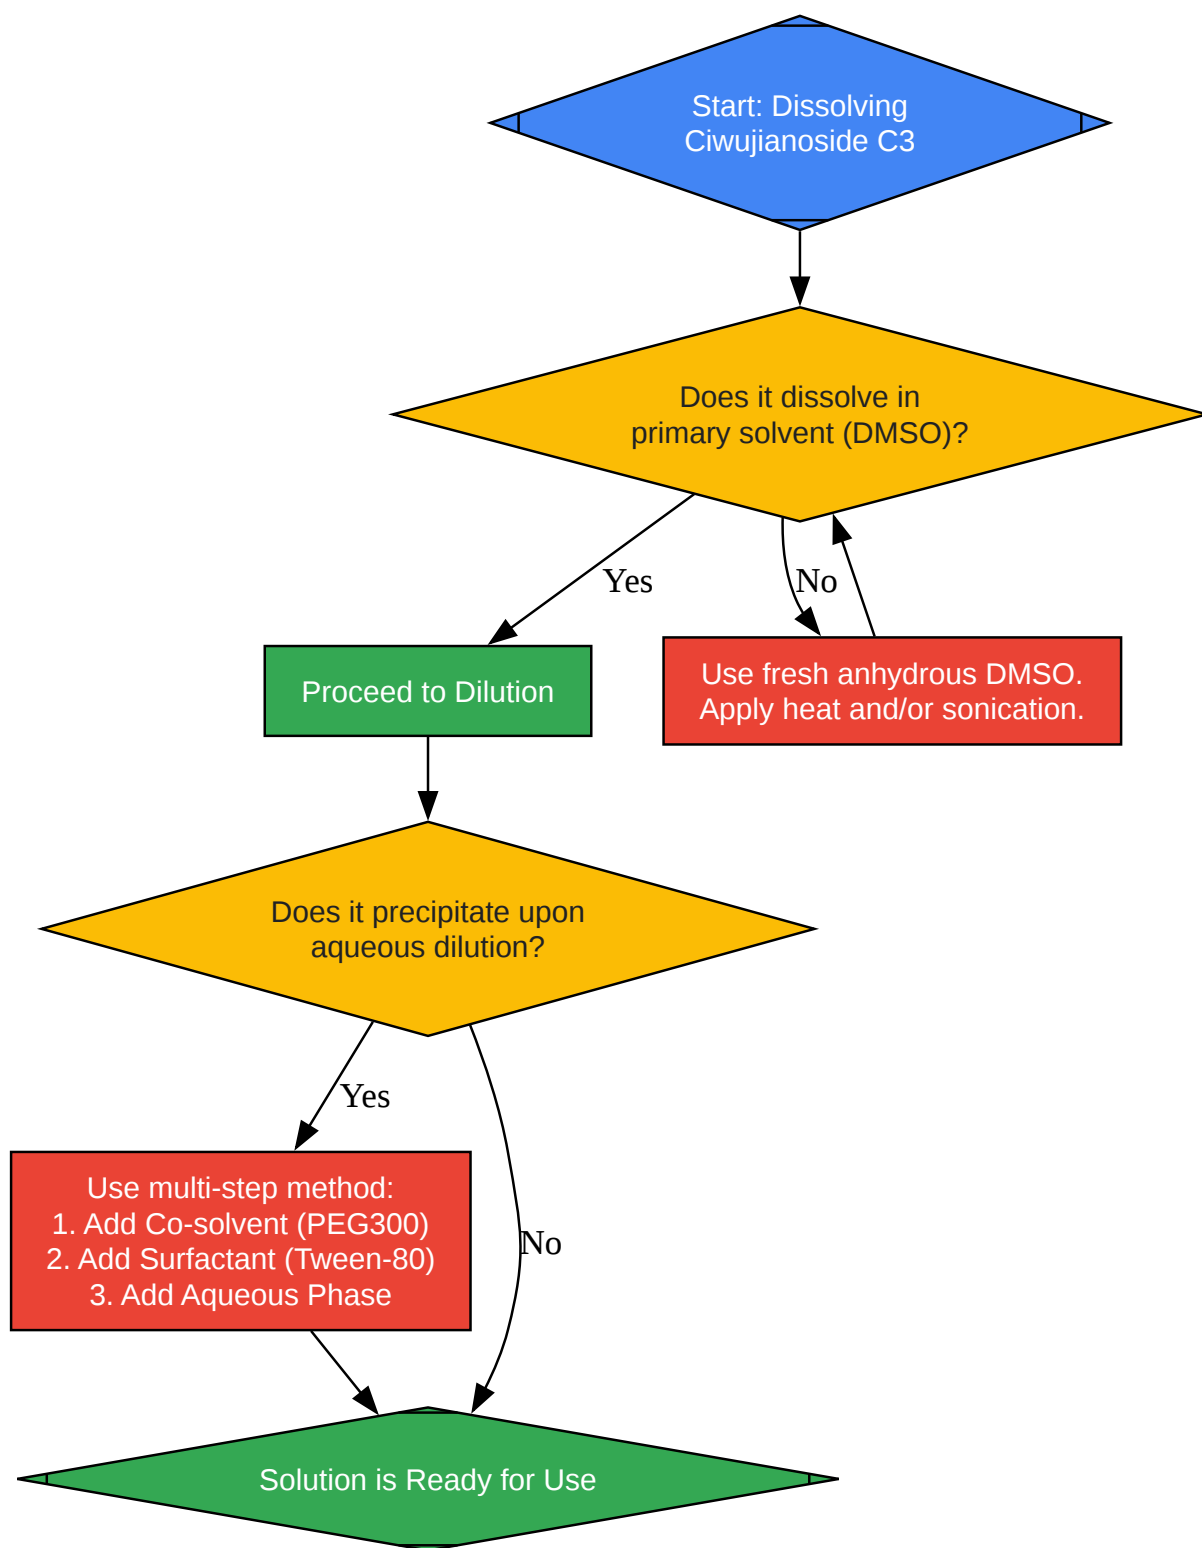 Start: Dissolving
Ciwujianoside C3
Does it dissolve in
primary solvent (DMSO)?
Yes
No
Proceed to Dilution
Use fresh anhydrous DMSO.
Apply heat and/or sonication.
Does it precipitate upon
aqueous dilution?
Yes
Use multi-step method:
1. Add Co-solvent (PEG300)
2. Add Surfactant (Tween-80)
3. Add Aqueous Phase
No
Solution is Ready for Use